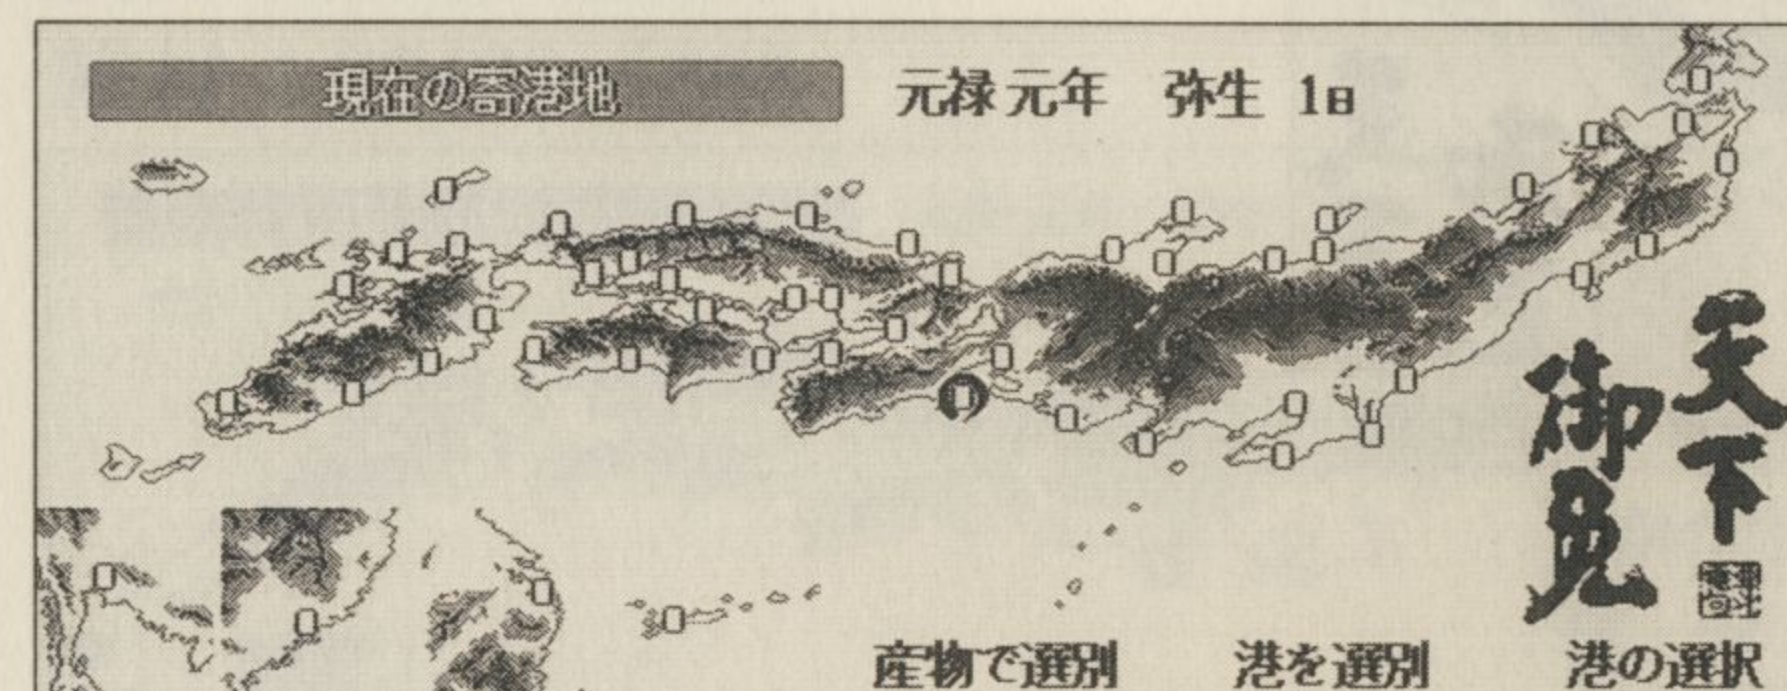 現在の寄港地
元禄元年 弥生 1日
天下
御免
産物で選別 港を選別 港の選択